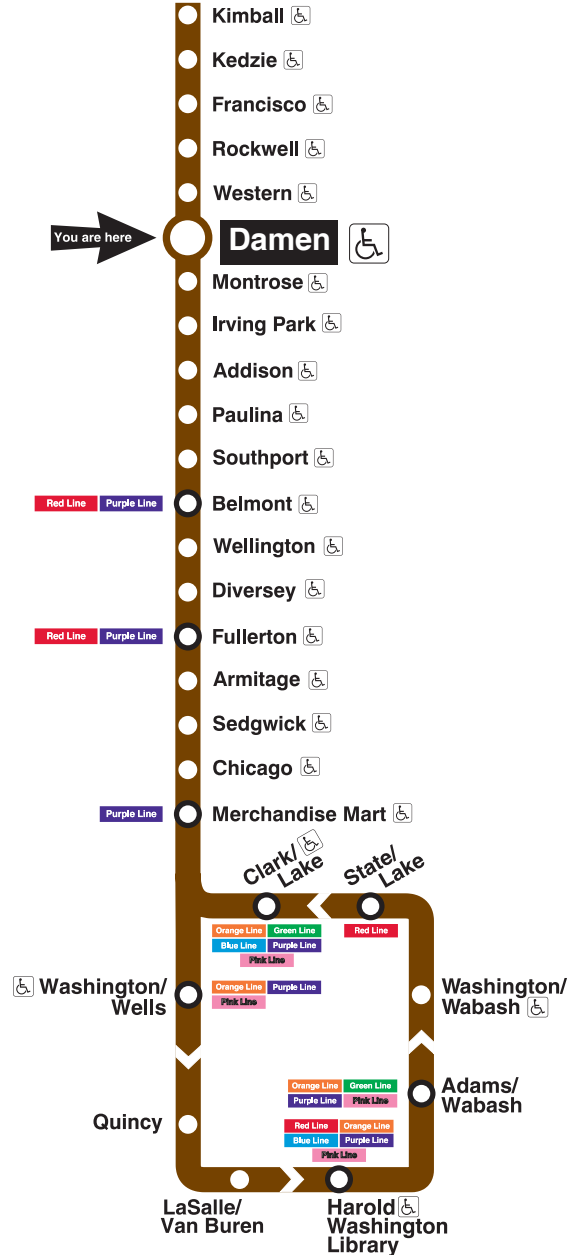 Kimball
Kedzie
Francisco
Rockwell
Western
You are here
Damen
Montrose
Irving Park
Addison
Paulina
Southport
Red Line Purple Line Belmont
Wellington
Diversey
Red Line Purple Line Fullerton
Armitage
Sedgwick
Chicago
Purple Line Merchandise Mart
Clark/
Lake
State/
Lake
Orange Line Green Line
Blue Line Purple Line
Pink Line
Red Line
Washington/
Wells
Orange Line Purple Line
Pink Line
Washington/
Wabash
Orange Line Green Line
Purple Line Pink Line
Adams/
Wabash
Quincy
Red Line Orange Line
Blue Line Purple Line
Pink Line
LaSalle/
Van Buren
Harold
Washington
Library